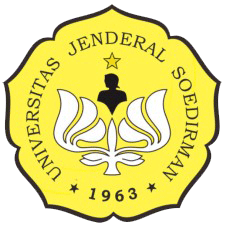 UNIVERSITAS JENDERAL SOEDIRMAN
★ 1963 ★